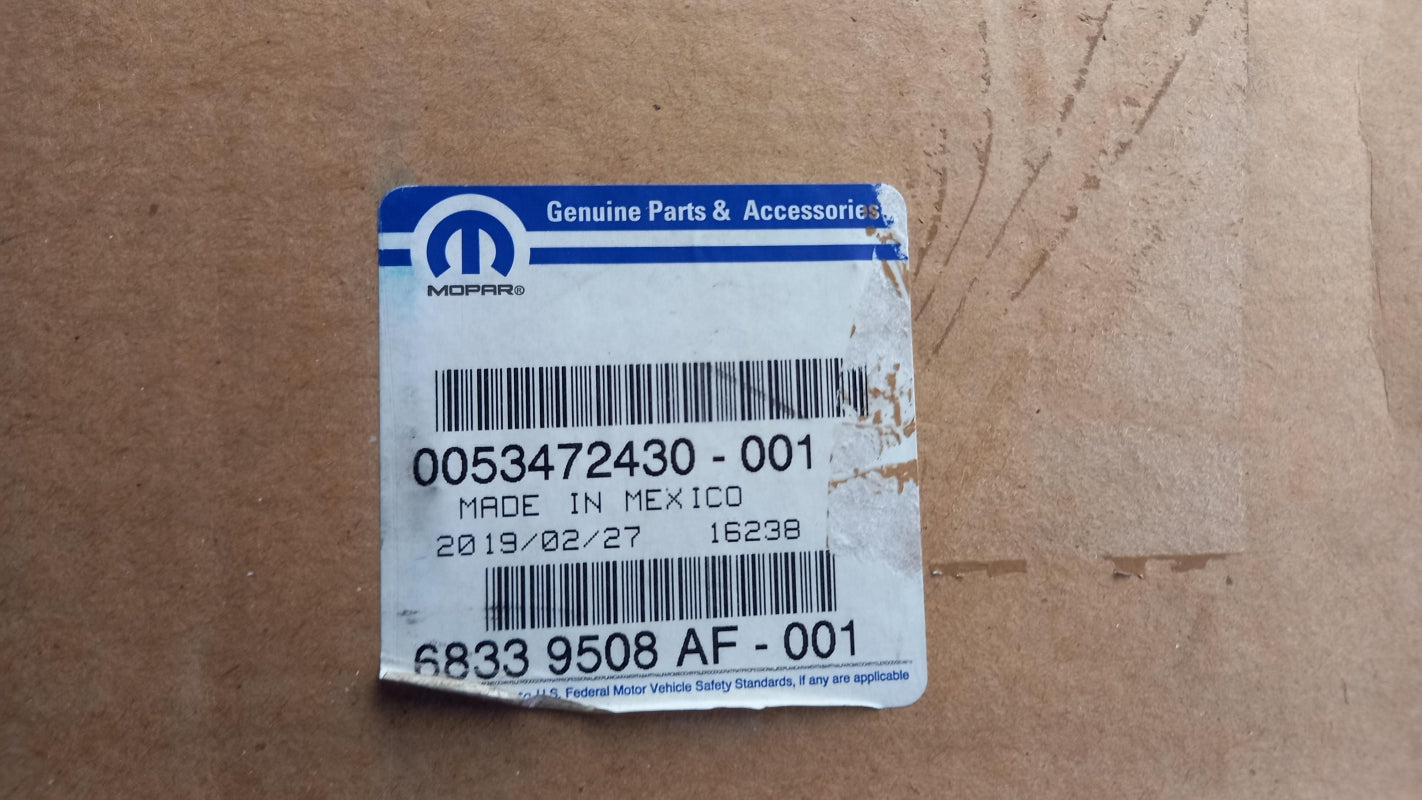 Genuine Parts & Accessories
MOPAR®
0053472430 - 001
MADE IN MEXICO
2019/02/27 16238
6833 9508 AF - 001
to U.S. Federal Motor Vehicle Safety Standards, if any are applicable